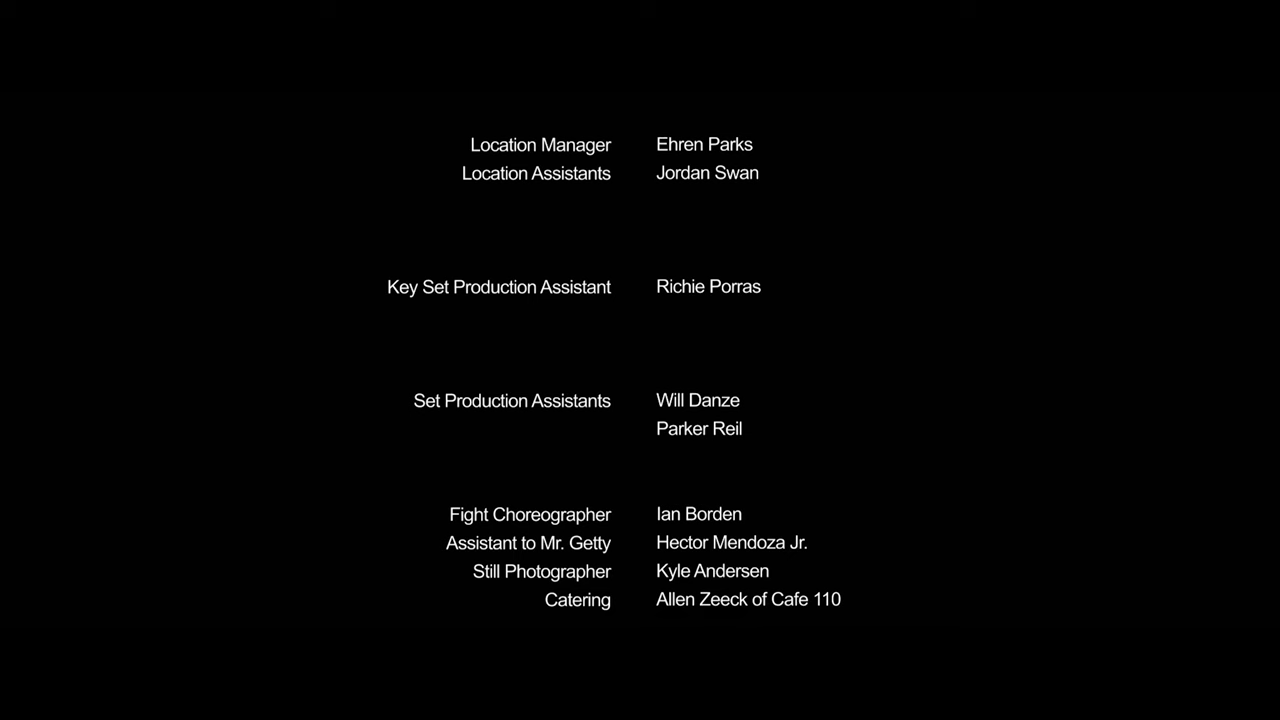 Location Manager Ehren Parks
Location Assistants Jordan Swan
Key Set Production Assistant Richie Porras
Set Production Assistants Will Danze
Parker Reil
Fight Choreographer Ian Borden
Assistant to Mr. Getty Hector Mendoza Jr.
Still Photographer Kyle Andersen
Catering Allen Zeeck of Cafe 110